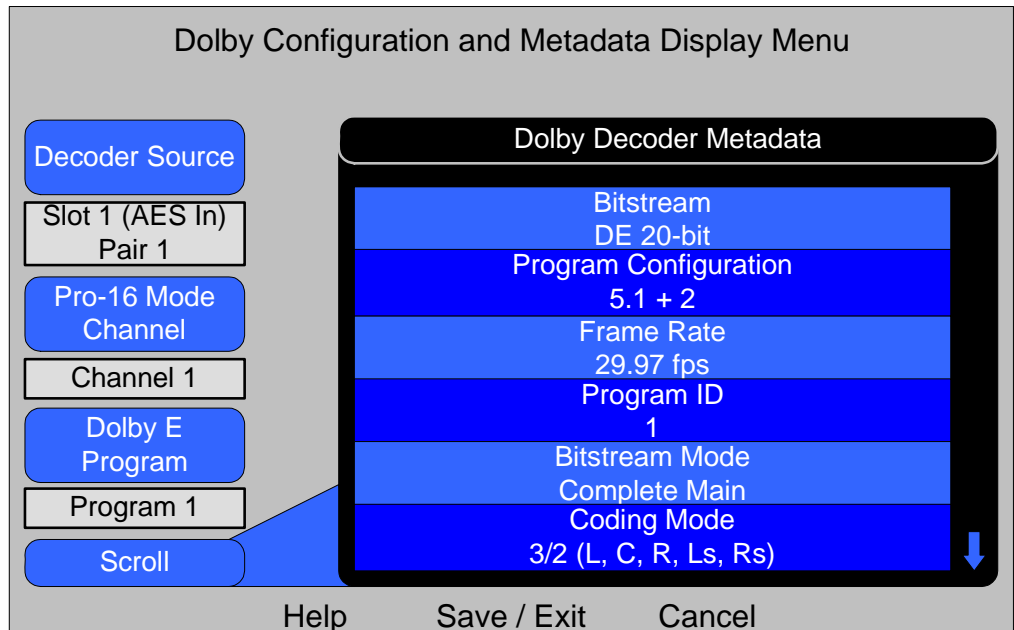 Dolby Configuration and Metadata Display Menu
Decoder Source
Slot 1 (AES In)
Pair 1
Pro-16 Mode
Channel
Channel 1
Dolby E
Program
Program 1
Scroll
Dolby Decoder Metadata
Bitstream
DE 20-bit
Program Configuration
5.1 + 2
Frame Rate
29.97 fps
Program ID
1
Bitstream Mode
Complete Main
Coding Mode
3/2 (L, C, R, Ls, Rs)
Help Save / Exit Cancel